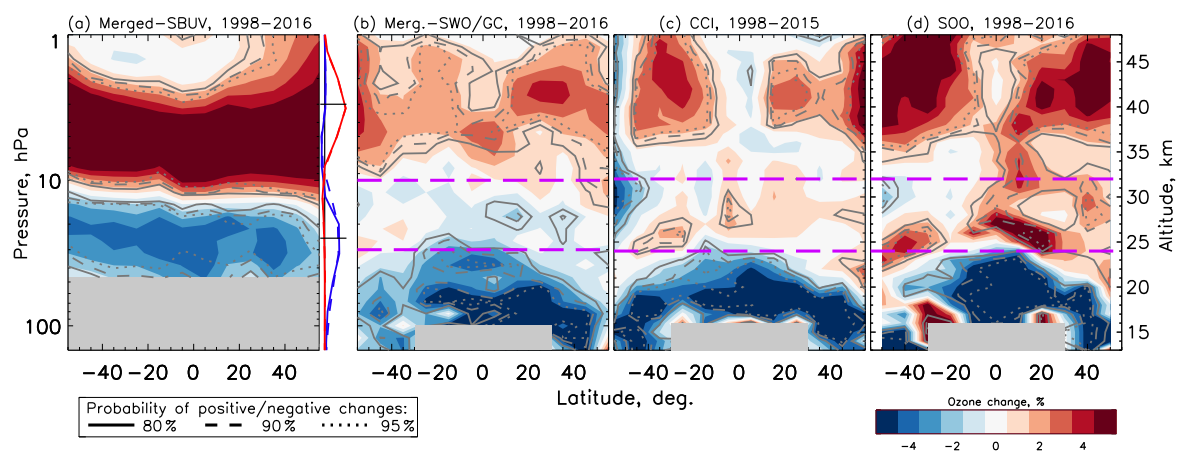 (a) Merged-SBUV, 1998-2016
(b) Merg.-SWO/GC, 1998-2016
(c) CCI, 1998-2015
(d) SOO, 1998-2016
Pressure, hPa
1
10
100
45
40
35
30
25
20
15
Altitude, km
-40 -20 0 20 40
-40 -20 0 20 40
-40 -20 0 20 40
-40 -20 0 20 40
Latitude, deg.
Probability of positive/negative changes:
80% 90% 95%
Ozone change, %
-4 -2 0 2 4